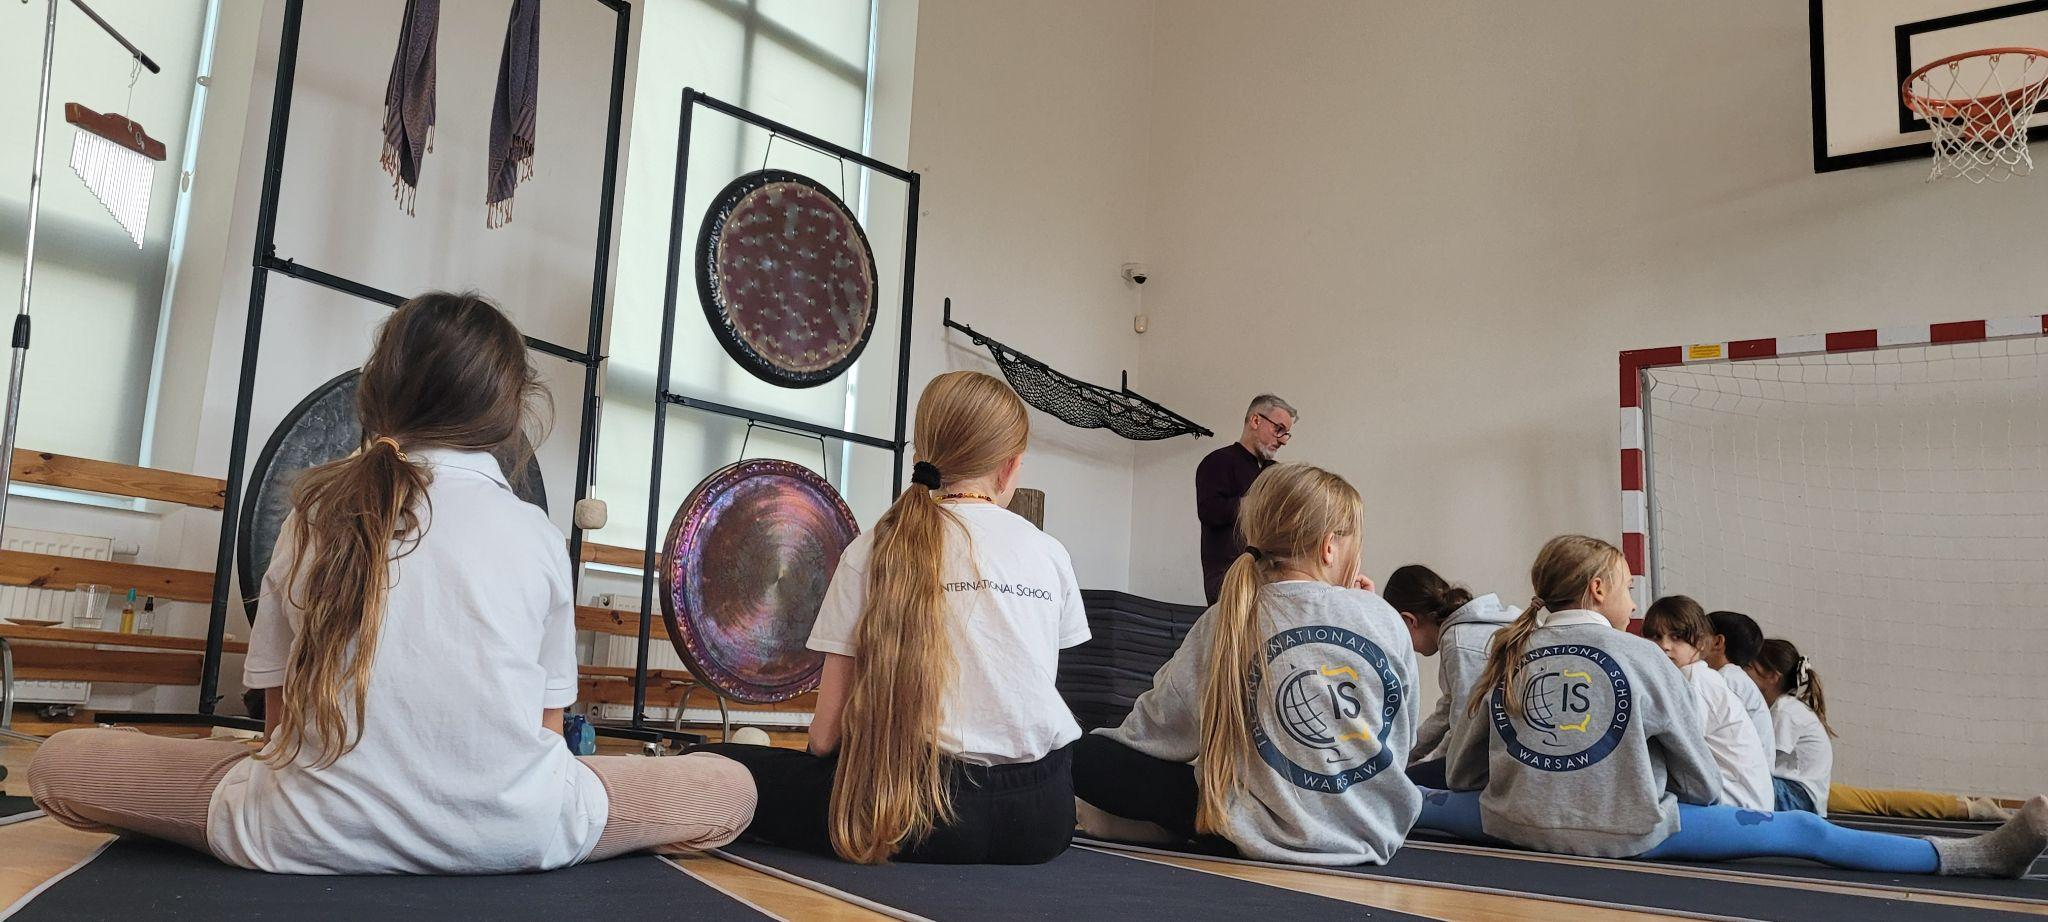 INTERNATIONAL SCHOOL
THE INTERNATIONAL SCHOOL
IS
WARSAW
THE INTERNATIONAL SCHOOL
IS
WARSAW